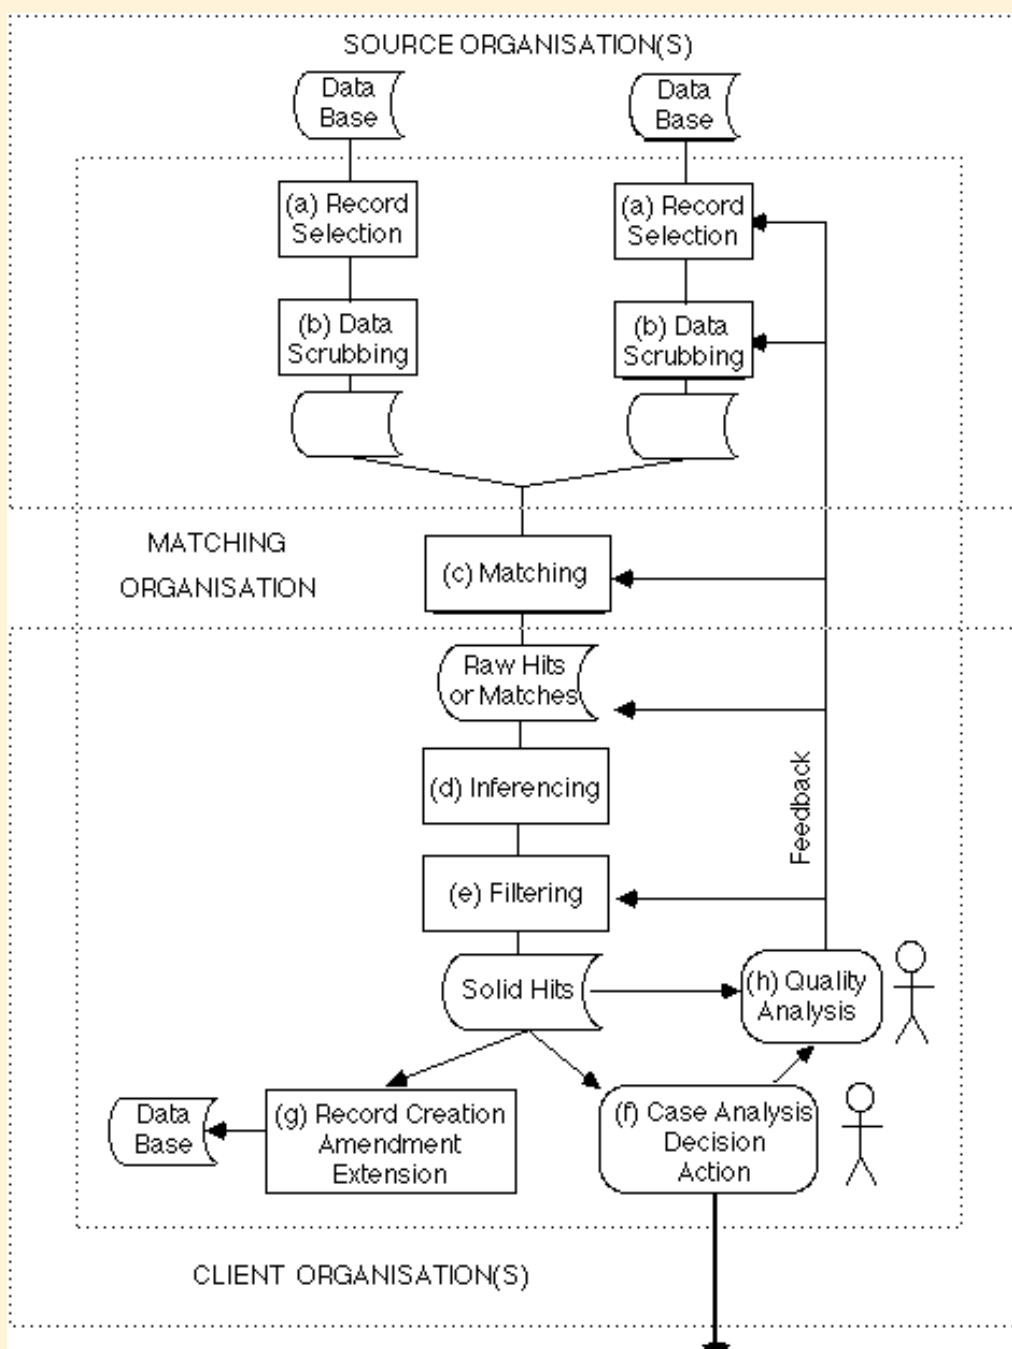 SOURCE ORGANISATION(S)
Data
Base
Data
Base
(a) Record
Selection
(a) Record
Selection
(b) Data
Scrubbing
(b) Data
Scrubbing
MATCHING
ORGANISATION
(c) Matching
Raw Hits
or Matches
(d) Inferencing
Feedback
(e) Filtering
Solid Hits
(h) Quality
Analysis
Data
Base
(g) Record Creation
Amendment
Extension
(f) Case Analysis
Decision
Action
CLIENT ORGANISATION(S)